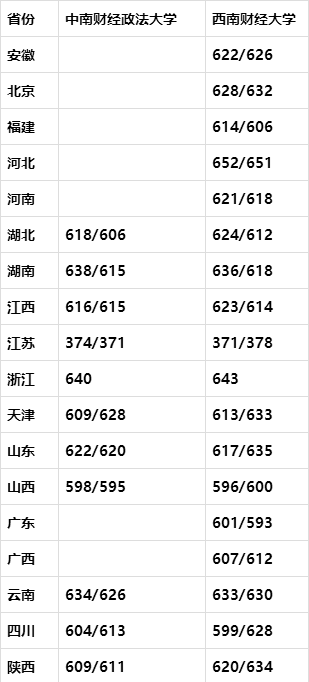 省份 中南财经政法大学 西南财经大学
安徽 622/626
北京 628/632
福建 614/606
河北 652/651
河南 621/618
湖北 618/606 624/612
湖南 638/615 636/618
江西 616/615 623/614
江苏 374/371 371/378
浙江 640 643
天津 609/628 613/633
山东 622/620 617/635
山西 598/595 596/600
广东 601/593
广西 607/612
云南 634/626 633/630
四川 604/613 599/628
陕西 609/611 620/634